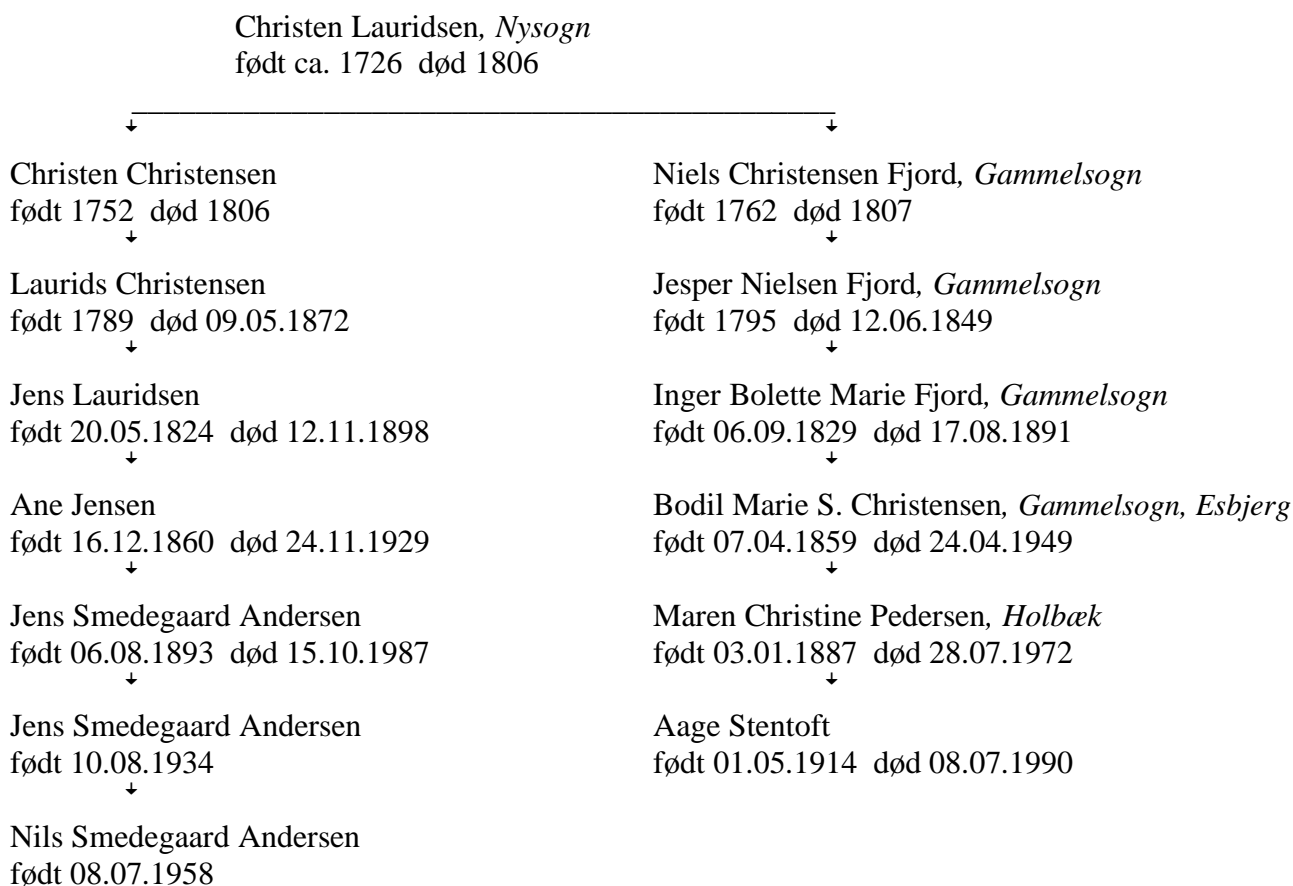 Christen Lauridsen, Nysogn
født ca. 1726  død 1806
Christen Christensen
født 1752  død 1806
Laurids Christensen
født 1789  død 09.05.1872
Jens Lauridsen
født 20.05.1824  død 12.11.1898
Ane Jensen
født 16.12.1860  død 24.11.1929
Jens Smedegaard Andersen
født 06.08.1893  død 15.10.1987
Jens Smedegaard Andersen
født 10.08.1934
Nils Smedegaard Andersen
født 08.07.1958
Niels Christensen Fjord, Gammelsogn
født 1762  død 1807
Jesper Nielsen Fjord, Gammelsogn
født 1795  død 12.06.1849
Inger Bolette Marie Fjord, Gammelsogn
født 06.09.1829  død 17.08.1891
Bodil Marie S. Christensen, Gammelsogn, Esbjerg
født 07.04.1859  død 24.04.1949
Maren Christine Pedersen, Holbæk
født 03.01.1887  død 28.07.1972
Aage Stentoft
født 01.05.1914  død 08.07.1990